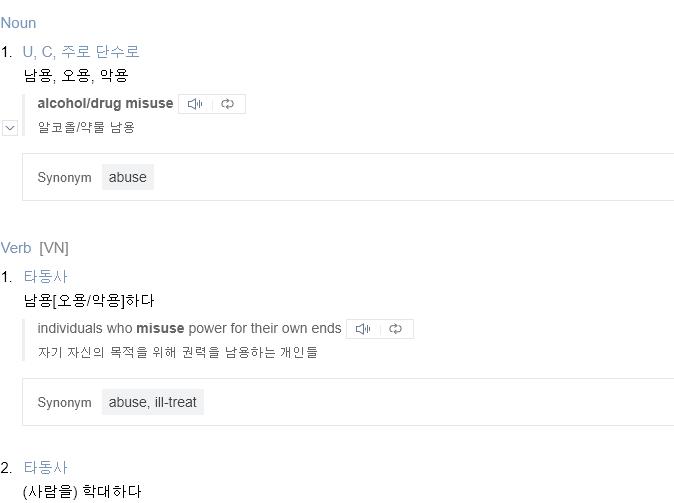 Noun
1. U, C, 주로 단수로
남용, 오용, 악용
alcohol/drug misuse
알코올/약물 남용
Synonym abuse
Verb [VN]
1. 타동사
남용[오용/악용]하다
individuals who misuse power for their own ends
자기 자신의 목적을 위해 권력을 남용하는 개인들
Synonym abuse, ill-treat
2. 타동사
(사람을) 학대하다